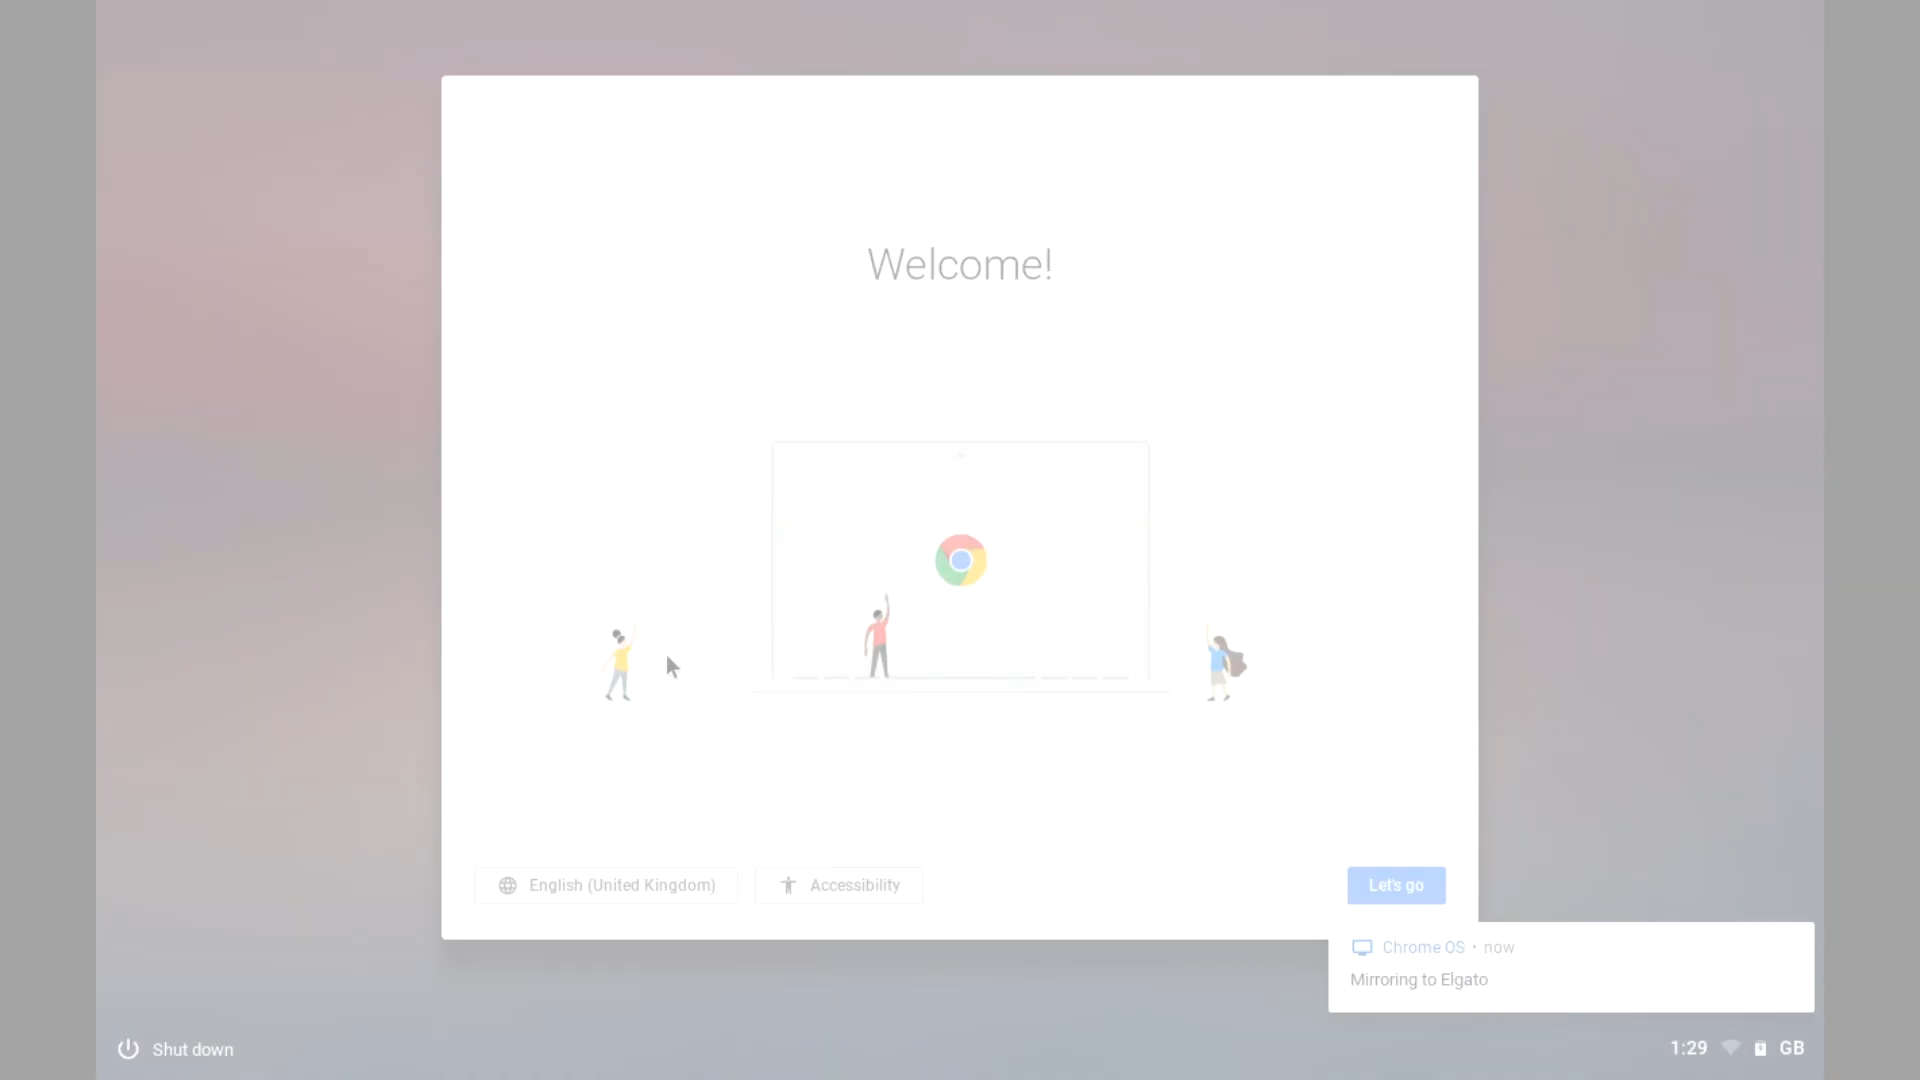 Welcome!
English (United Kingdom)
Accessibility
Let's go
Chrome OS • now
Mirroring to Elgato
Shut down
1:29
GB